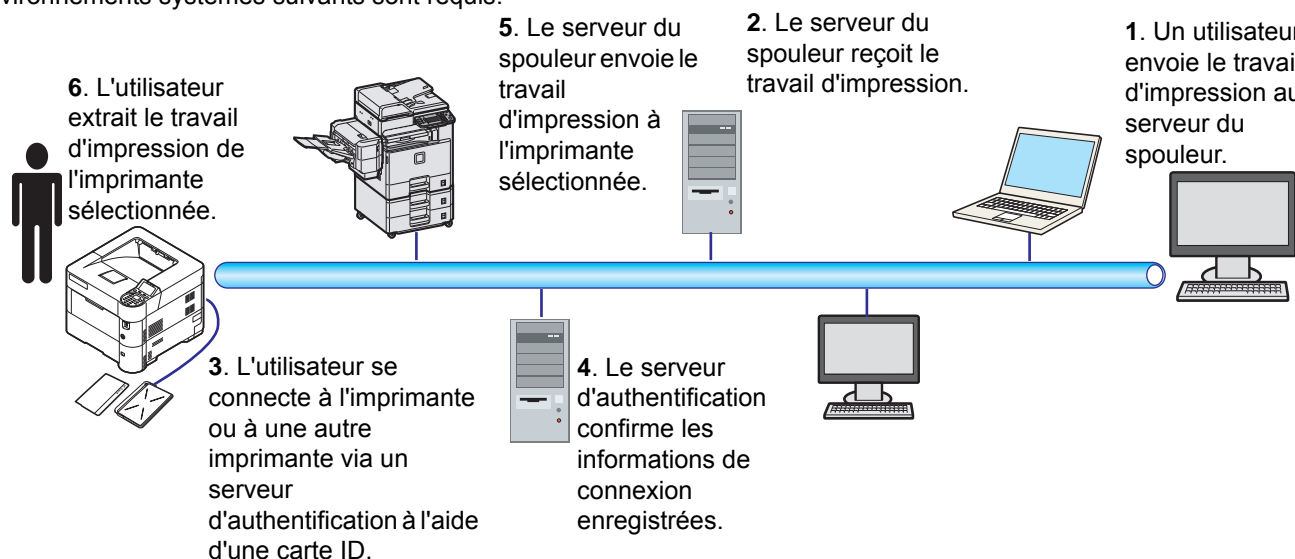 vironnements systèmes suivants sont requis.
5. Le serveur du
spouleur envoie le
travail
d'impression à
l'imprimante
sélectionnée.
2. Le serveur du
spouleur reçoit le
travail d'impression.
1. Un utilisateur
envoie le travail
d'impression au
serveur du
spouleur.
6. L'utilisateur
extrait le travail
d'impression de
l'imprimante
sélectionnée.
3. L'utilisateur se
connecte à l'imprimante
ou à une autre
imprimante via un
serveur
d'authentification à l'aide
d'une carte ID.
4. Le serveur
d'authentification
confirme les
informations de
connexion
enregistrées.